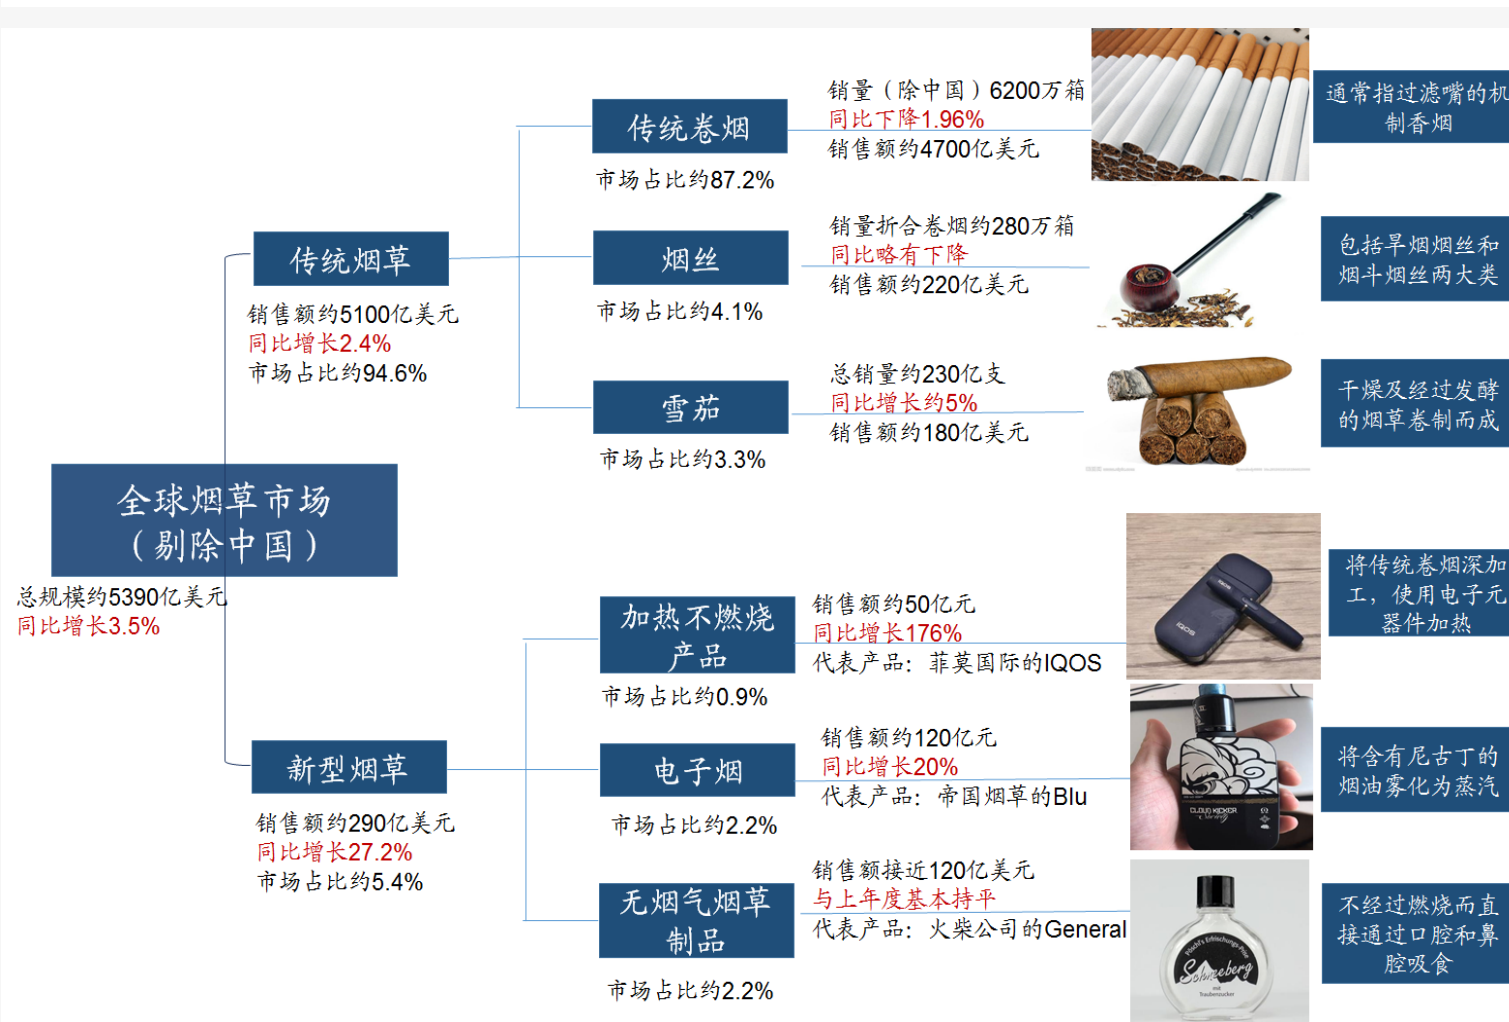 全球烟草市场
（剔除中国）
总规模约5390亿美元
同比增长3.5%
传统烟草
销售额约5100亿美元
同比增长2.4%
市场占比约94.6%
传统卷烟
市场占比约87.2%
销量（除中国）6200万箱
同比下降1.96%
销售额约4700亿美元
通常指过滤嘴的机
制香烟
烟丝
市场占比约4.1%
销量折合卷烟约280万箱
同比略有下降
销售额约220亿美元
包括旱烟烟丝和
烟斗烟丝两大类
雪茄
市场占比约3.3%
总销量约230亿支
同比增长约5%
销售额约180亿美元
干燥及经过发酵
的烟草卷制而成
新型烟草
销售额约290亿美元
同比增长27.2%
市场占比约5.4%
加热不燃烧
产品
市场占比约0.9%
销售额约50亿元
同比增长176%
代表产品：菲莫国际的IQOS
IQOS
IQOS
将传统卷烟深加
工，使用电子元
器件加热
电子烟
市场占比约2.2%
销售额约120亿元
同比增长20%
代表产品：帝国烟草的Blu
CLOUD KICKER
将含有尼古丁的
烟油雾化为蒸汽
无烟气烟草
制品
市场占比约2.2%
销售额接近120亿美元
与上年度基本持平
代表产品：火柴公司的General
Pöschl's Erfrischungs-Prise
Schneeberg
mit
Traubenzucker
不经过燃烧而直
接通过口腔和鼻
腔吸食